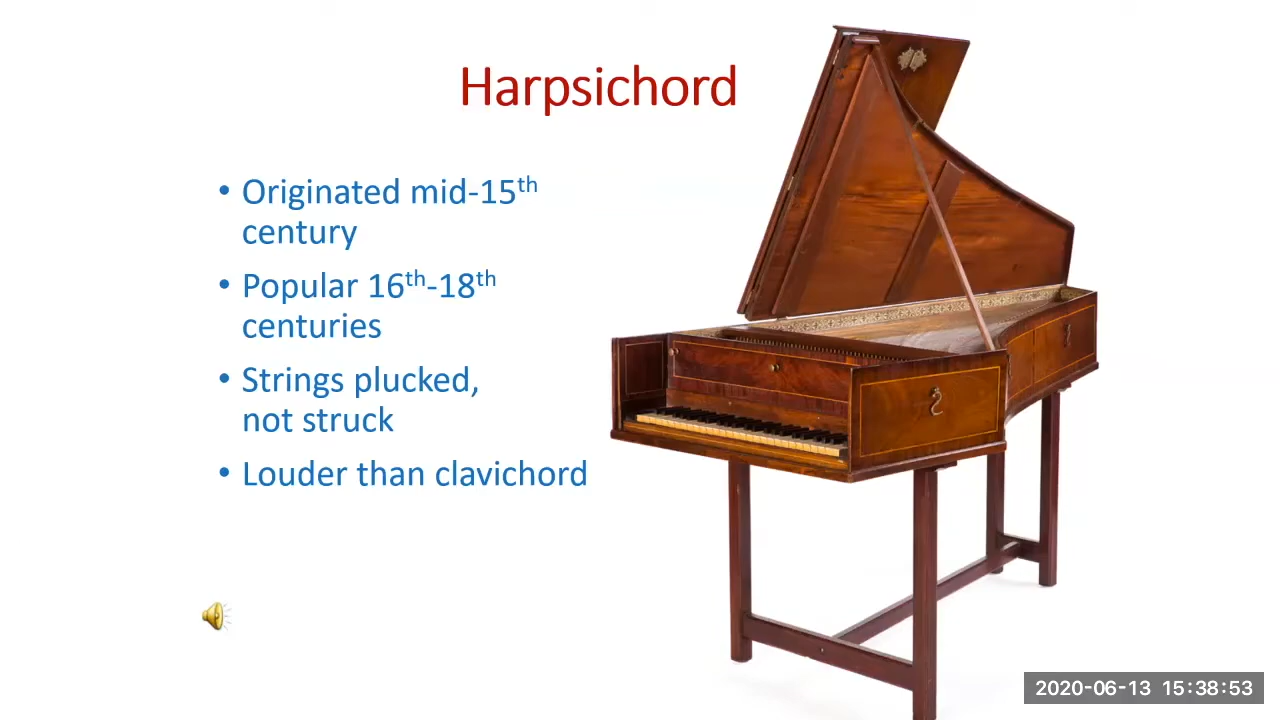 Harpsichord
• Originated mid-15th
century
• Popular 16th-18th
centuries
• Strings plucked,
not struck
• Louder than clavichord
2020-06-13 15:38:53